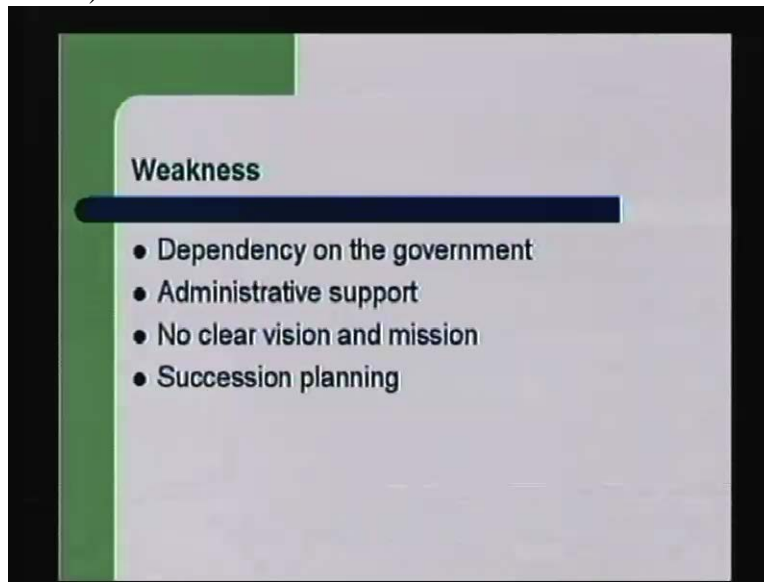 Weakness
● Dependency on the government
● Administrative support
● No clear vision and mission
● Succession planning